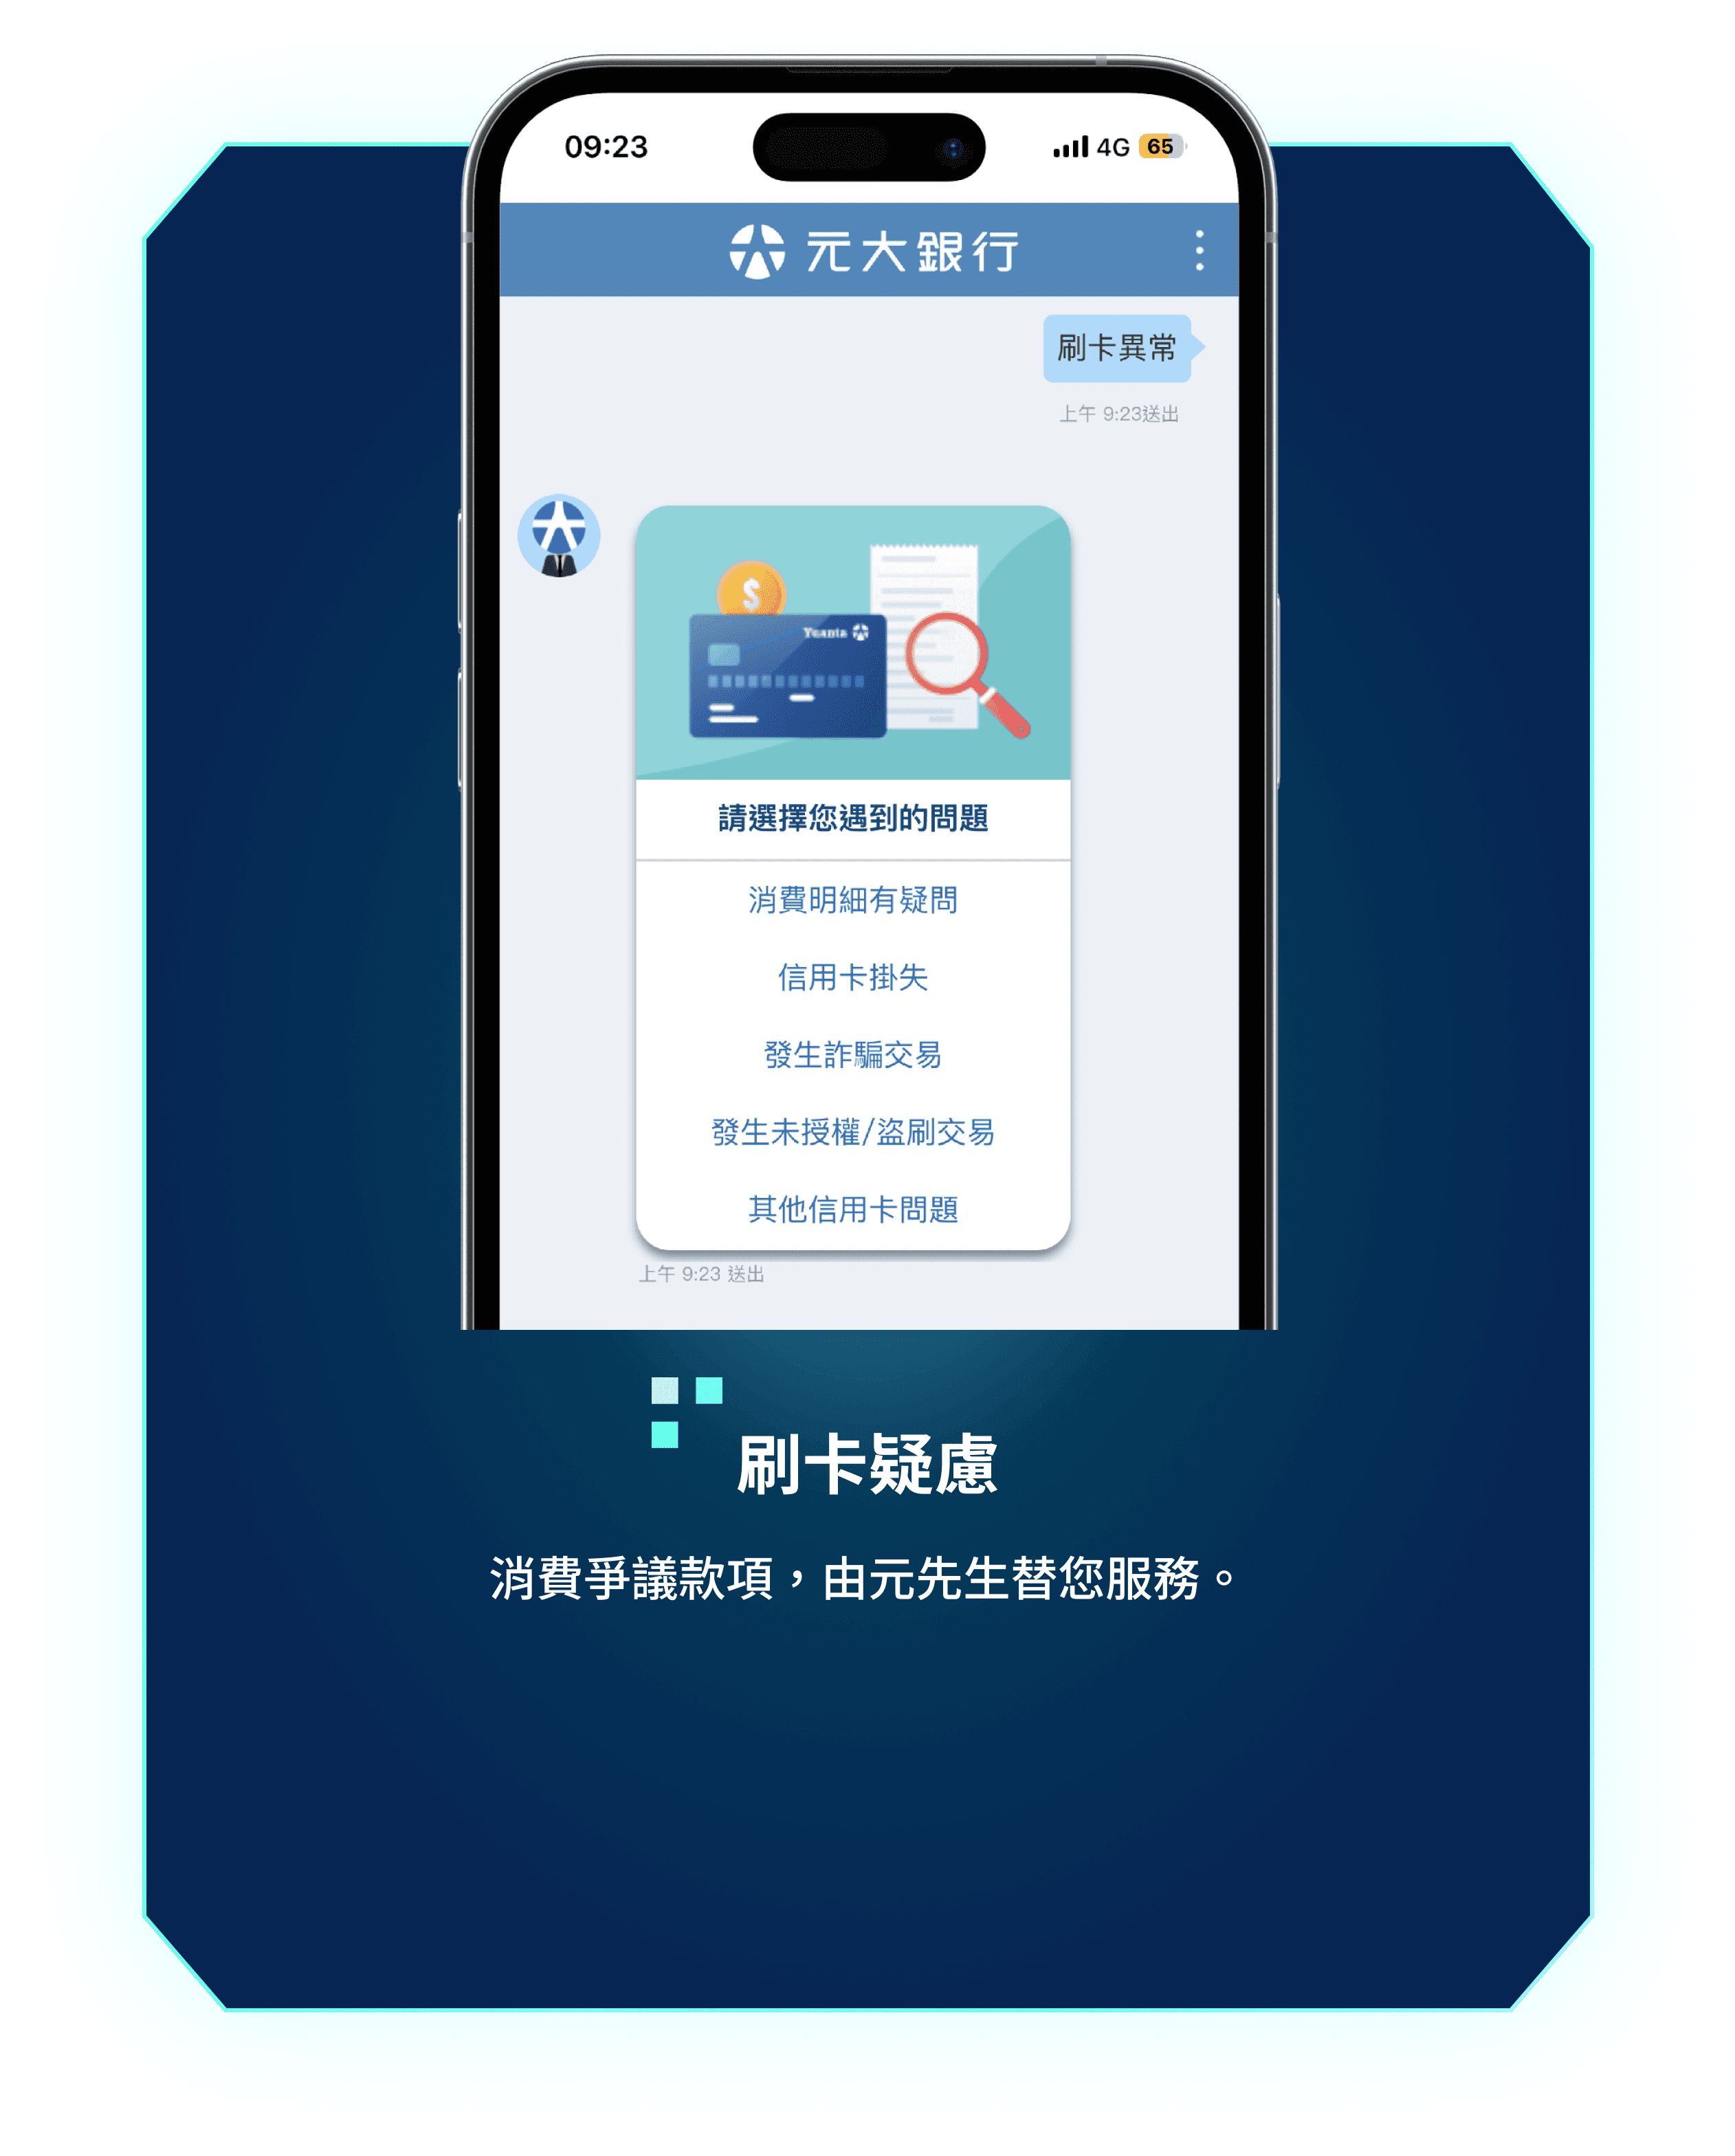 09:23
4G 65
元大銀行
刷卡異常
上午 9:23送出
$
Yuanta
請選擇您遇到的問題
消費明細有疑問
信用卡掛失
發生詐騙交易
發生未授權/盜刷交易
其他信用卡問題
上午 9:23 送出
刷卡疑慮
消費爭議款項，由元先生替您服務。